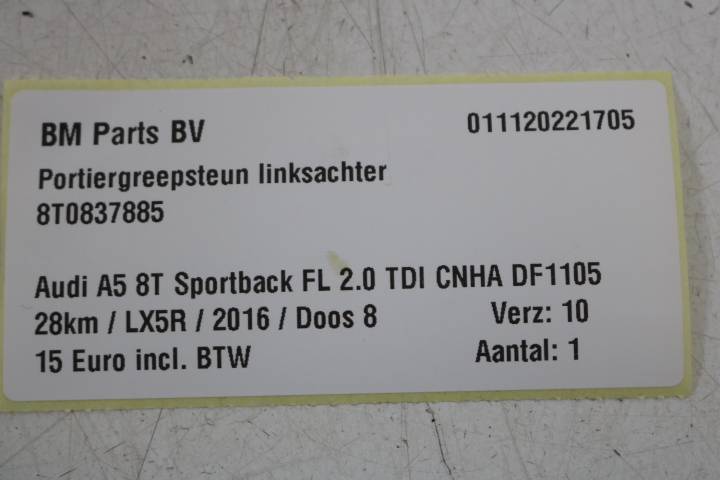 BM Parts BV 011120221705
Portiergreepsteun linksachter
8T0837885
Audi A5 8T Sportback FL 2.0 TDI CNHA DF1105
28km / LX5R / 2016 / Doos 8 Verz: 10
15 Euro incl. BTW Aantal: 1